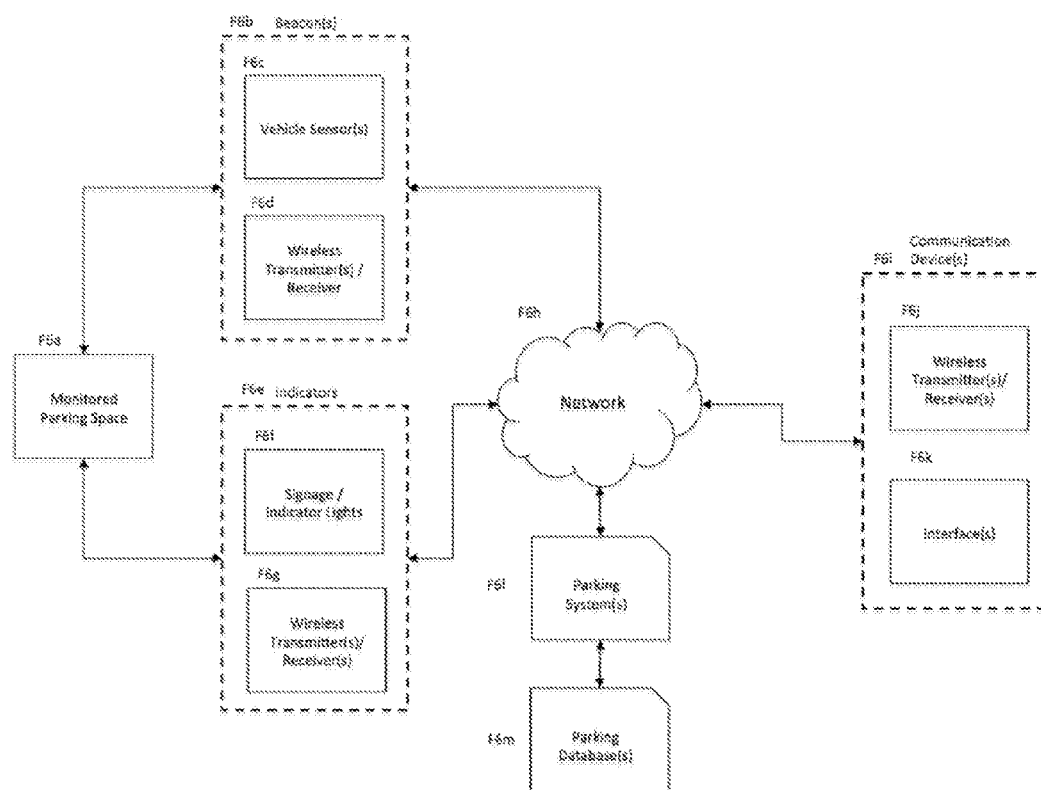 F6b Beacon(s)
F6c
Vehicle Sensor(s)
F6d
Wireless
Transmitter(s) /
Receiver
F6a
Monitored
Parking Space
F6e Indicators
F6f
Signage /
Indicator Lights
F6g
Wireless
Transmitter(s)/
Receiver(s)
F6h
Network
F6l
Parking
System(s)
F6m
Parking
Database(s)
Communication
F6i Device(s)
F6j
Wireless
Transmitter(s)/
Receiver(s)
F6k
Interface(s)